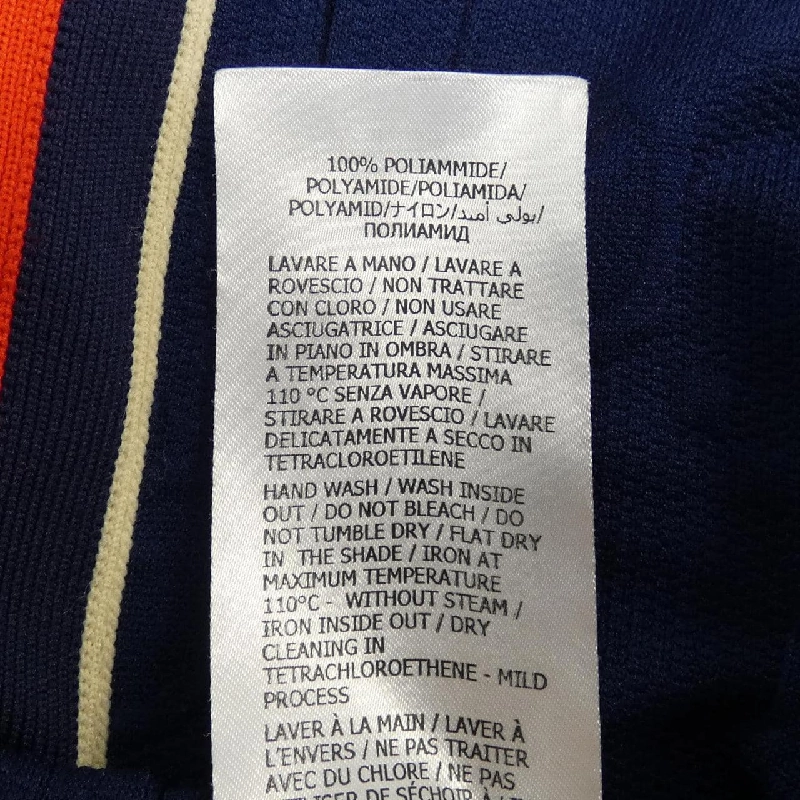 100% POLIAMMIDE/
POLYAMIDE/POLIAMIDA/
POLYAMID/ナイロン/بولي أميد/
ПОЛИАМИД
LAVARE A MANO / LAVARE A
ROVESCIO / NON TRATTARE
CON CLORO / NON USARE
ASCIUGATRICE / ASCIUGARE
IN PIANO IN OMBRA / STIRARE
A TEMPERATURA MASSIMA
110 °C SENZA VAPORE /
STIRARE A ROVESCIO / LAVARE
DELICATAMENTE A SECCO IN
TETRACLOROETILENE
HAND WASH / WASH INSIDE
OUT / DO NOT BLEACH / DO
NOT TUMBLE DRY / FLAT DRY
IN THE SHADE / IRON AT
MAXIMUM TEMPERATURE
110°C - WITHOUT STEAM /
IRON INSIDE OUT / DRY
CLEANING IN
TETRACHLOROETHENE - MILD
PROCESS
LAVER À LA MAIN / LAVER À
L'ENVERS / NE PAS TRAITER
AVEC DU CHLORE / NE PAS
DE SÉCHOIR